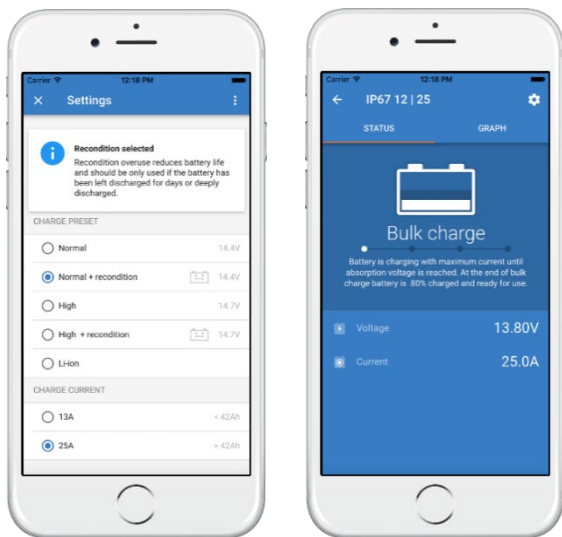 Carrier 12:18 PM
Settings
Recondition selected
Recondition overuse reduces battery life
and should be only used if the battery has
been left discharged for days or deeply
discharged.
CHARGE PRESET
Normal 14.4V
Normal + recondition 14.4V
High 14.7V
High + recondition 14.7V
Li-ion
CHARGE CURRENT
13A < 42Ah
25A > 42Ah
Carrier 12:18 PM
IP67 12 | 25
STATUS GRAPH
Bulk charge
Battery is charging with maximum current until
absorption voltage is reached. At the end of bulk
charge battery is 80% charged and ready for use.
Voltage 13.80V
Current 25.0A